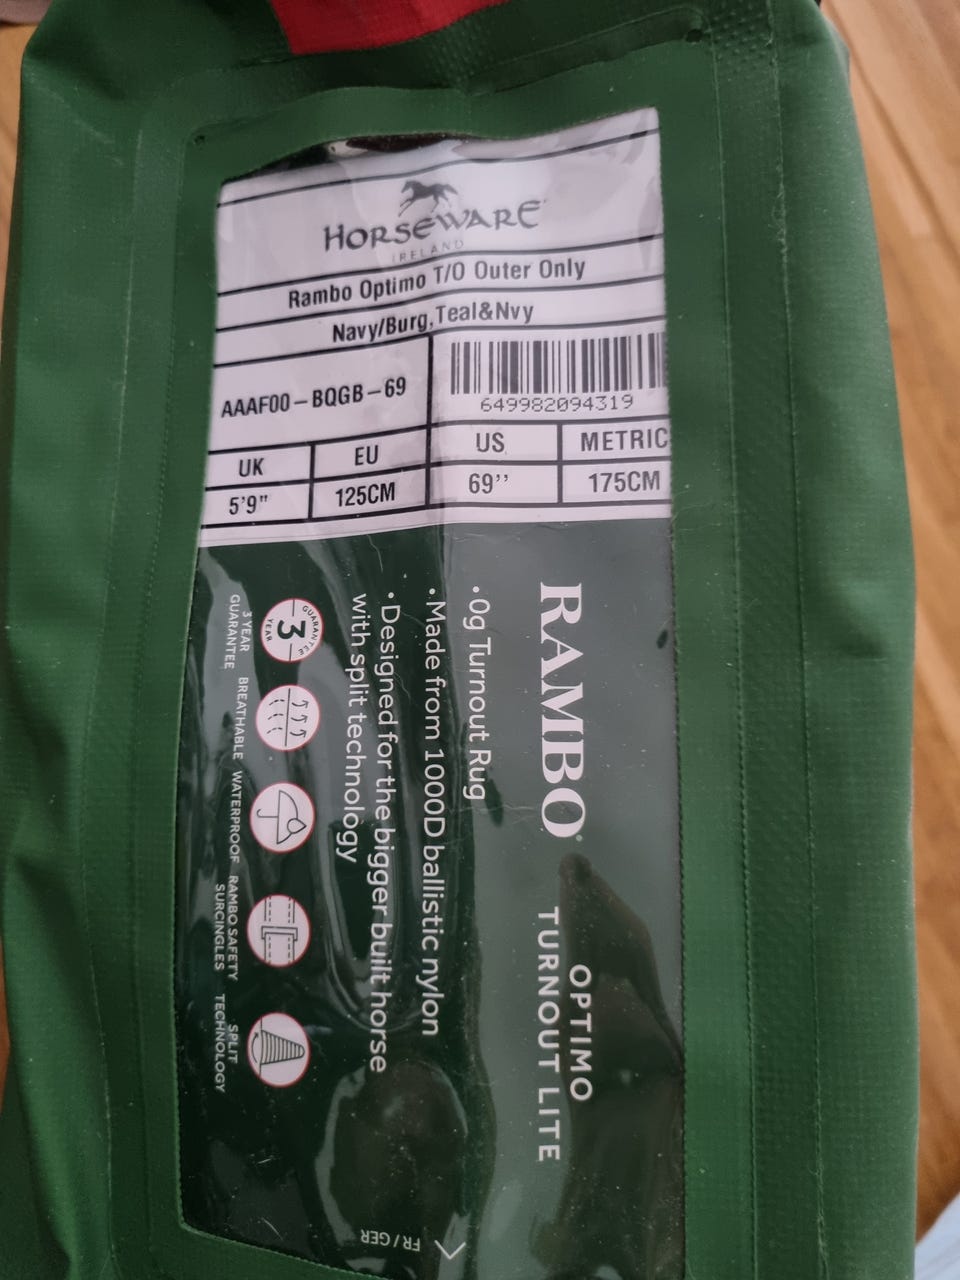 HORSEWARE
IRELAND
Rambo Optimo T/O Outer Only
Navy/Burg,Teal&Nvy
AAAF00-BQGB-69
649982094319
UK EU US METRIC
5'9" 125CM 69'' 175CM
RAMBO®
OPTIMO
TURNOUT LITE
• 0g Turnout Rug
• Made from 1000D ballistic nylon
• Designed for the bigger built horse
with split technology
GUARANTEE
3
YEAR
3 YEAR
GUARANTEE
BREATHABLE
WATERPROOF
RAMBO SAFETY
SURCINGLES
SPLIT
TECHNOLOGY
FR / GER